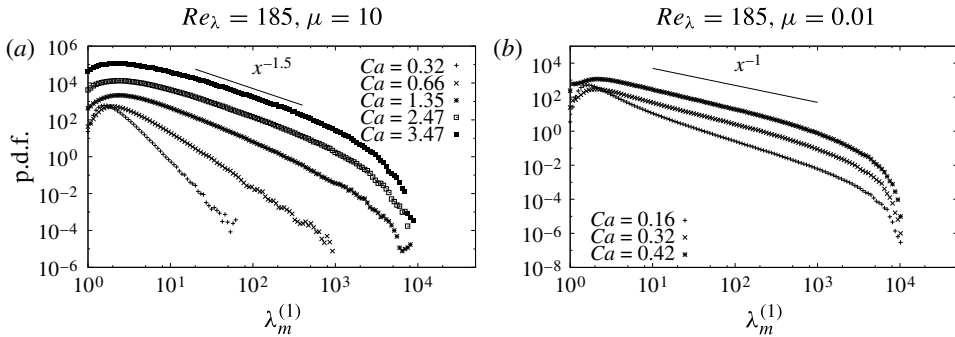 Re_λ = 185, μ = 10
(a)
10^6
10^4
10^2
10^0
10^−2
10^−4
10^−6
p.d.f.
x^−1.5
Ca = 0.32
Ca = 0.66
Ca = 1.35
Ca = 2.47
Ca = 3.47
10^0 10^1 10^2 10^3 10^4
λ_m^(1)
Re_λ = 185, μ = 0.01
(b)
10^4
10^2
10^0
10^−2
10^−4
10^−6
10^−8
x^−1
Ca = 0.16
Ca = 0.32
Ca = 0.42
10^0 10^1 10^2 10^3 10^4
λ_m^(1)